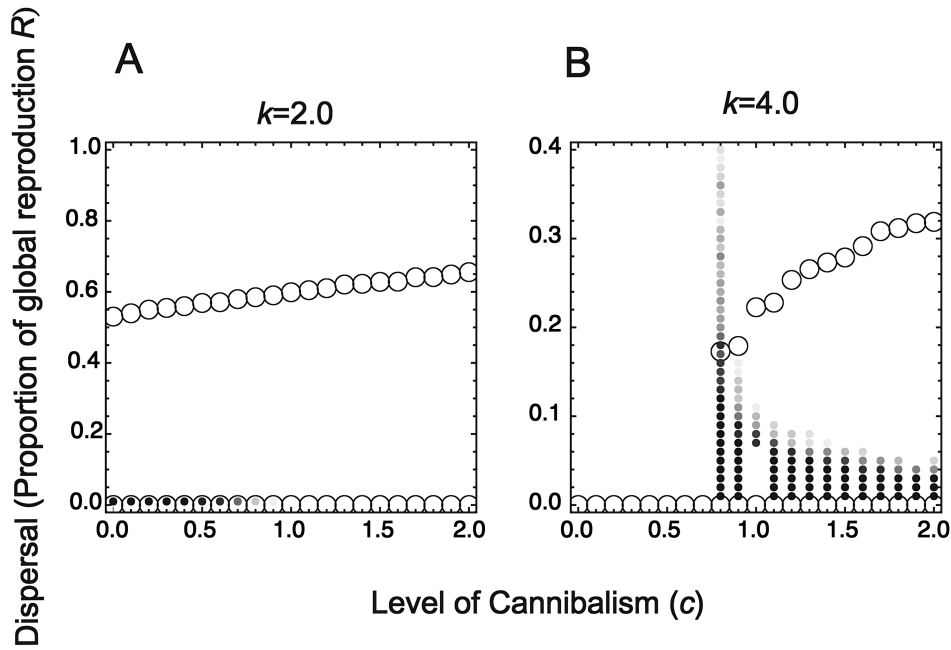 A
B
k=2.0
k=4.0
Dispersal (Proportion of global reproduction R)
1.0
0.8
0.6
0.4
0.2
0.0
0.0 0.5 1.0 1.5 2.0
0.4
0.3
0.2
0.1
0.0
0.0 0.5 1.0 1.5 2.0
Level of Cannibalism (c)